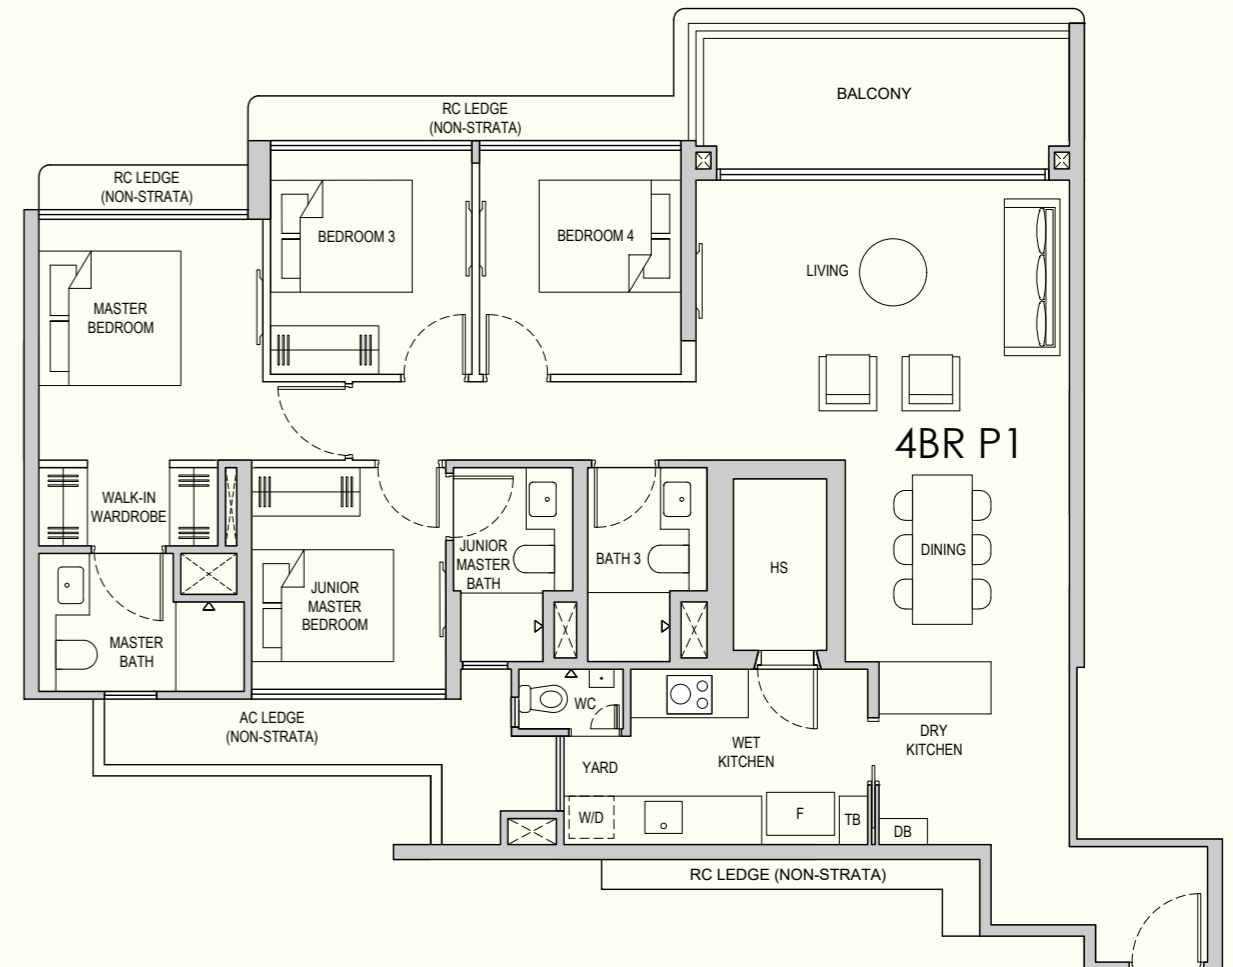 BALCONY
RC LEDGE
(NON-STRATA)
RC LEDGE
(NON-STRATA)
BEDROOM 3
BEDROOM 4
LIVING
MASTER
BEDROOM
4BR P1
WALK-IN
WARDROBE
JUNIOR
MASTER
BATH
BATH 3
HS
DINING
JUNIOR
MASTER
BEDROOM
MASTER
BATH
WC
AC LEDGE
(NON-STRATA)
WET
KITCHEN
DRY
KITCHEN
YARD
W/D
F
TB
DB
RC LEDGE (NON-STRATA)